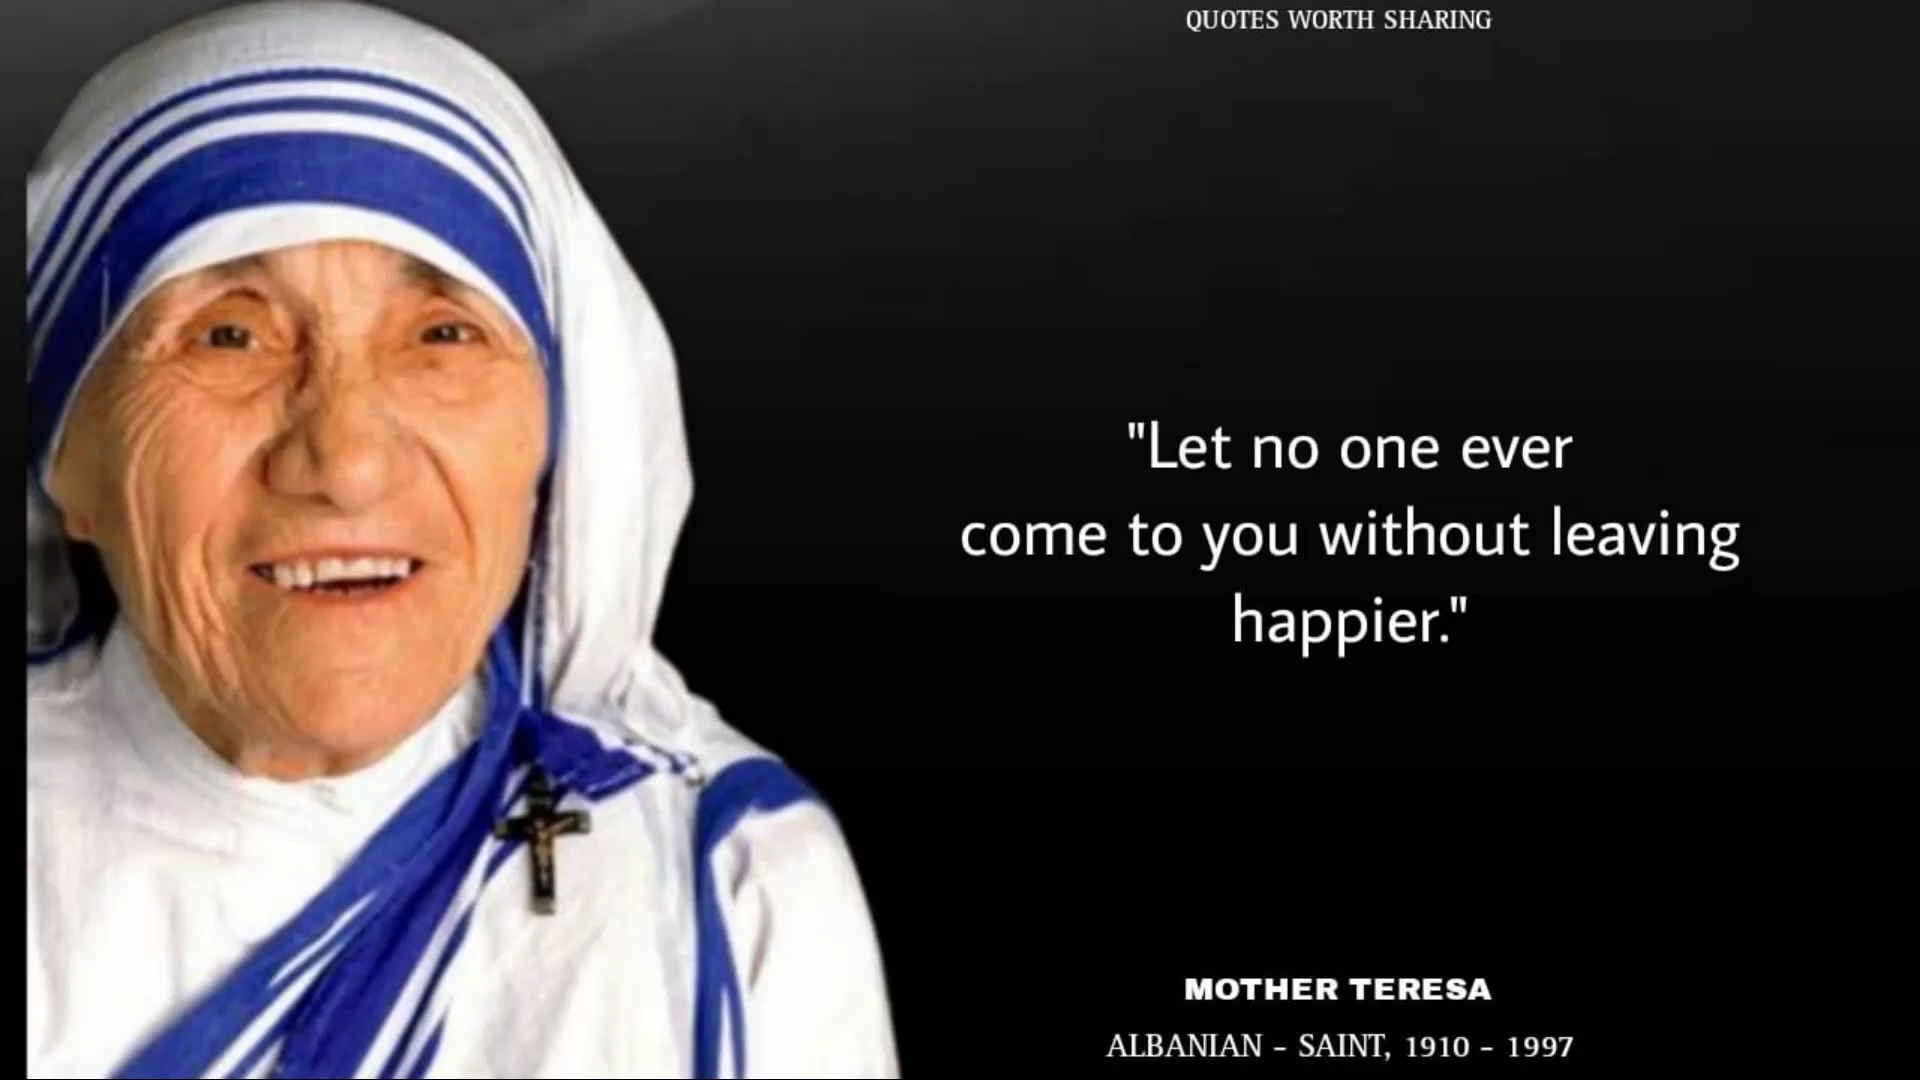 QUOTES WORTH SHARING
"Let no one ever
come to you without leaving
happier."
MOTHER TERESA
ALBANIAN - SAINT, 1910 - 1997